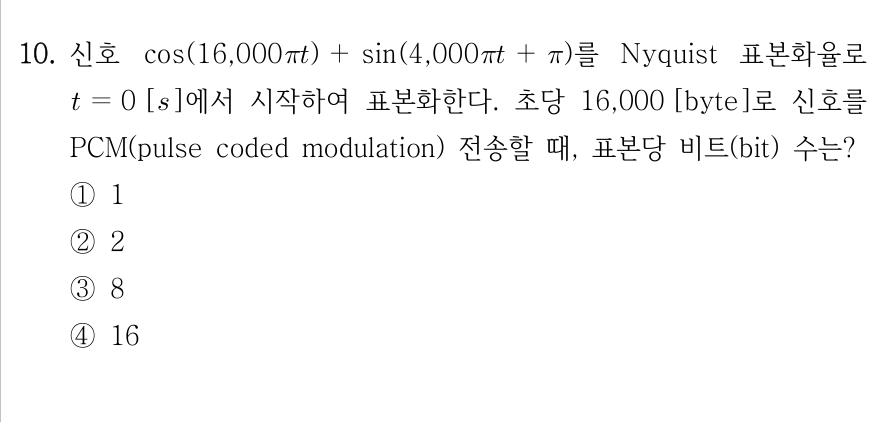 10. 신호 cos(16,000πt) + sin(4,000πt + π)를 Nyquist 표본화율로
t = 0 [s]에서 시작하여 표본화한다. 초당 16,000 [byte]로 신호를
PCM(pulse coded modulation) 전송할 때, 표본당 비트(bit) 수는?
① 1
② 2
③ 8
④ 16